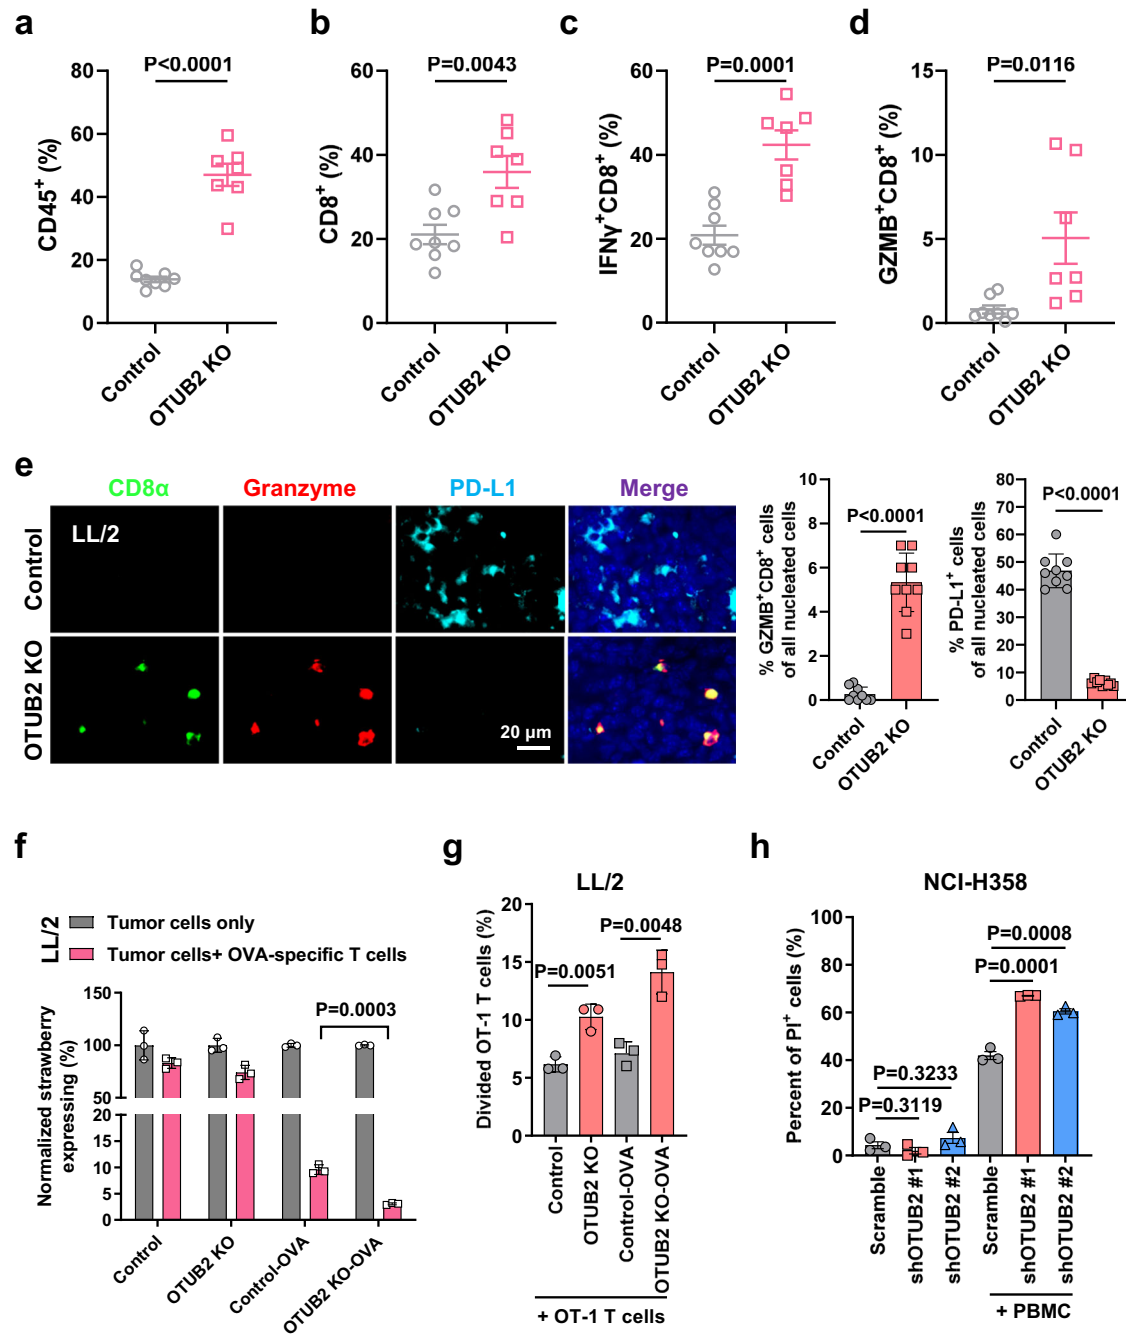 a
P<0.0001
CD45⁺ (%)
80
60
40
20
0
Control
OTUB2 KO
b
P=0.0043
CD8⁺ (%)
60
40
20
0
Control
OTUB2 KO
c
P=0.0001
IFNγ⁺CD8⁺ (%)
60
40
20
0
Control
OTUB2 KO
d
P=0.0116
GZMB⁺CD8⁺ (%)
15
10
5
0
Control
OTUB2 KO
e
CD8α
Granzyme
PD-L1
Merge
Control
LL/2
OTUB2 KO
20 μm
% GZMB⁺CD8⁺ cells
of all nucleated cells
10
8
6
4
2
0
P<0.0001
Control
OTUB2 KO
% PD-L1⁺ cells
of all nucleated cells
80
70
60
50
40
30
20
10
0
P<0.0001
Control
OTUB2 KO
f
LL/2
Tumor cells only
Tumor cells+ OVA-specific T cells
Normalized strawberry
expressing (%)
150
100
50
20
15
10
5
0
P=0.0003
Control
OTUB2 KO
Control-OVA
OTUB2 KO-OVA
g
LL/2
Divided OT-1 T cells (%)
20
15
10
5
0
P=0.0048
P=0.0051
Control
OTUB2 KO
Control-OVA
OTUB2 KO-OVA
+ OT-1 T cells
h
NCI-H358
Percent of PI⁺ cells (%)
100
80
60
40
20
0
P=0.0008
P=0.0001
P=0.3233
P=0.3119
Scramble
shOTUB2 #1
shOTUB2 #2
Scramble
shOTUB2 #1
shOTUB2 #2
+ PBMC